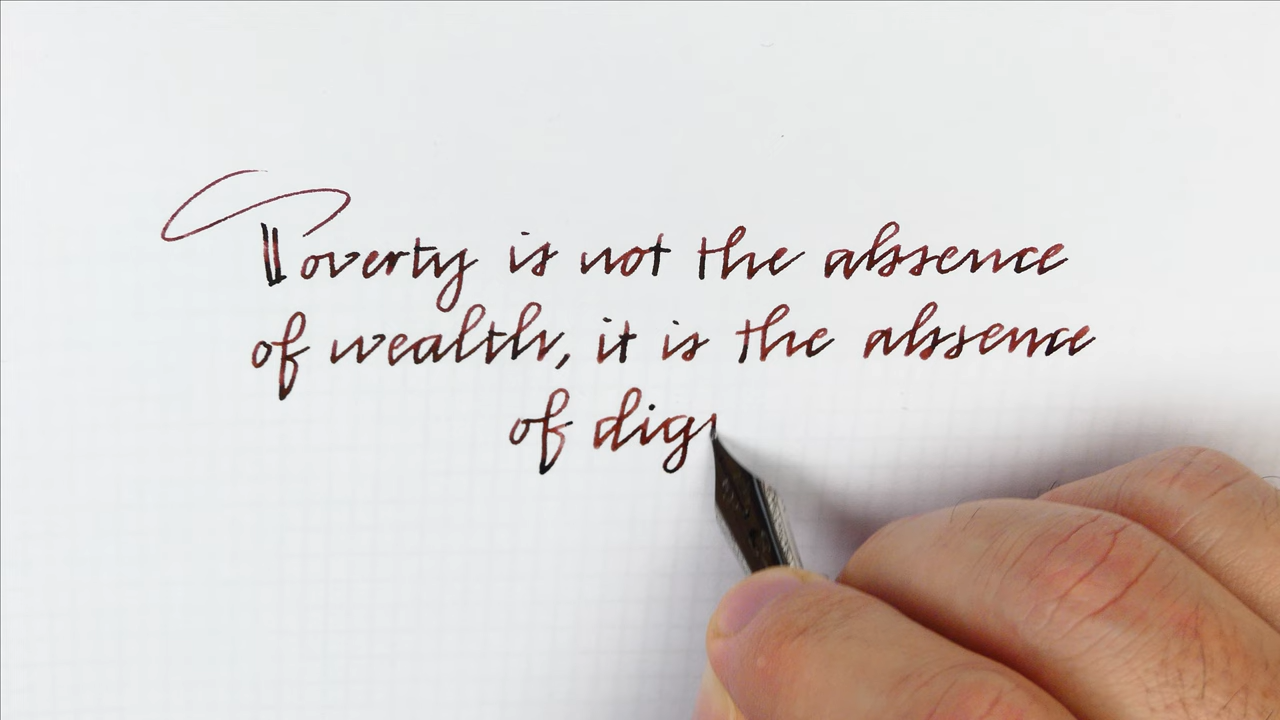 Poverty is not the absence
of wealth, it is the absence
of dig